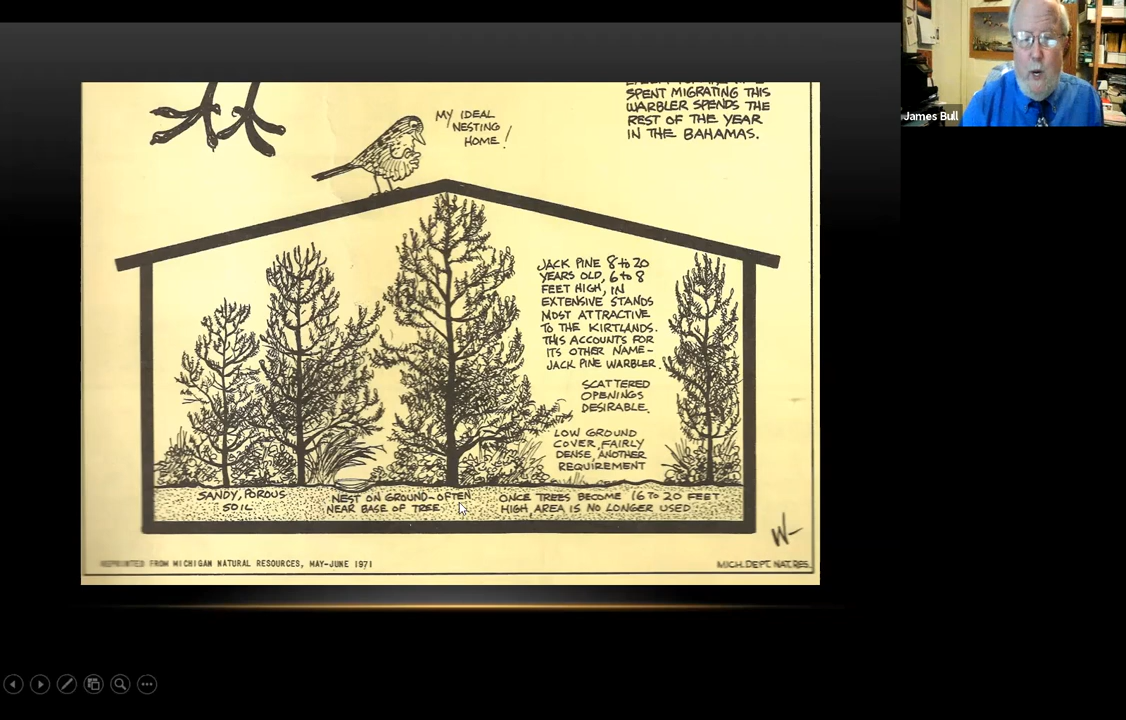 SPENT MIGRATING THIS
WARBLER SPENDS THE
REST OF THE YEAR
IN THE BAHAMAS.
MY IDEAL
NESTING
HOME!
JACK PINE 8 to 20
YEARS OLD, 6 to 8
FEET HIGH, IN
EXTENSIVE STANDS
MOST ATTRACTIVE
TO THE KIRTLANDS.
THIS ACCOUNTS FOR
ITS OTHER NAME-
JACK PINE WARBLER.
SCATTERED
OPENINGS
DESIRABLE.
LOW GROUND
COVER, FAIRLY
DENSE, ANOTHER
REQUIREMENT
SANDY, POROUS
SOIL
NEST ON GROUND-OFTEN
NEAR BASE OF TREE
ONCE TREES BECOME 16 TO 20 FEET
HIGH AREA IS NO LONGER USED
W-
REPRINTED FROM MICHIGAN NATURAL RESOURCES, MAY-JUNE 1971
MICH. DEPT. NAT. RES.
James Bull